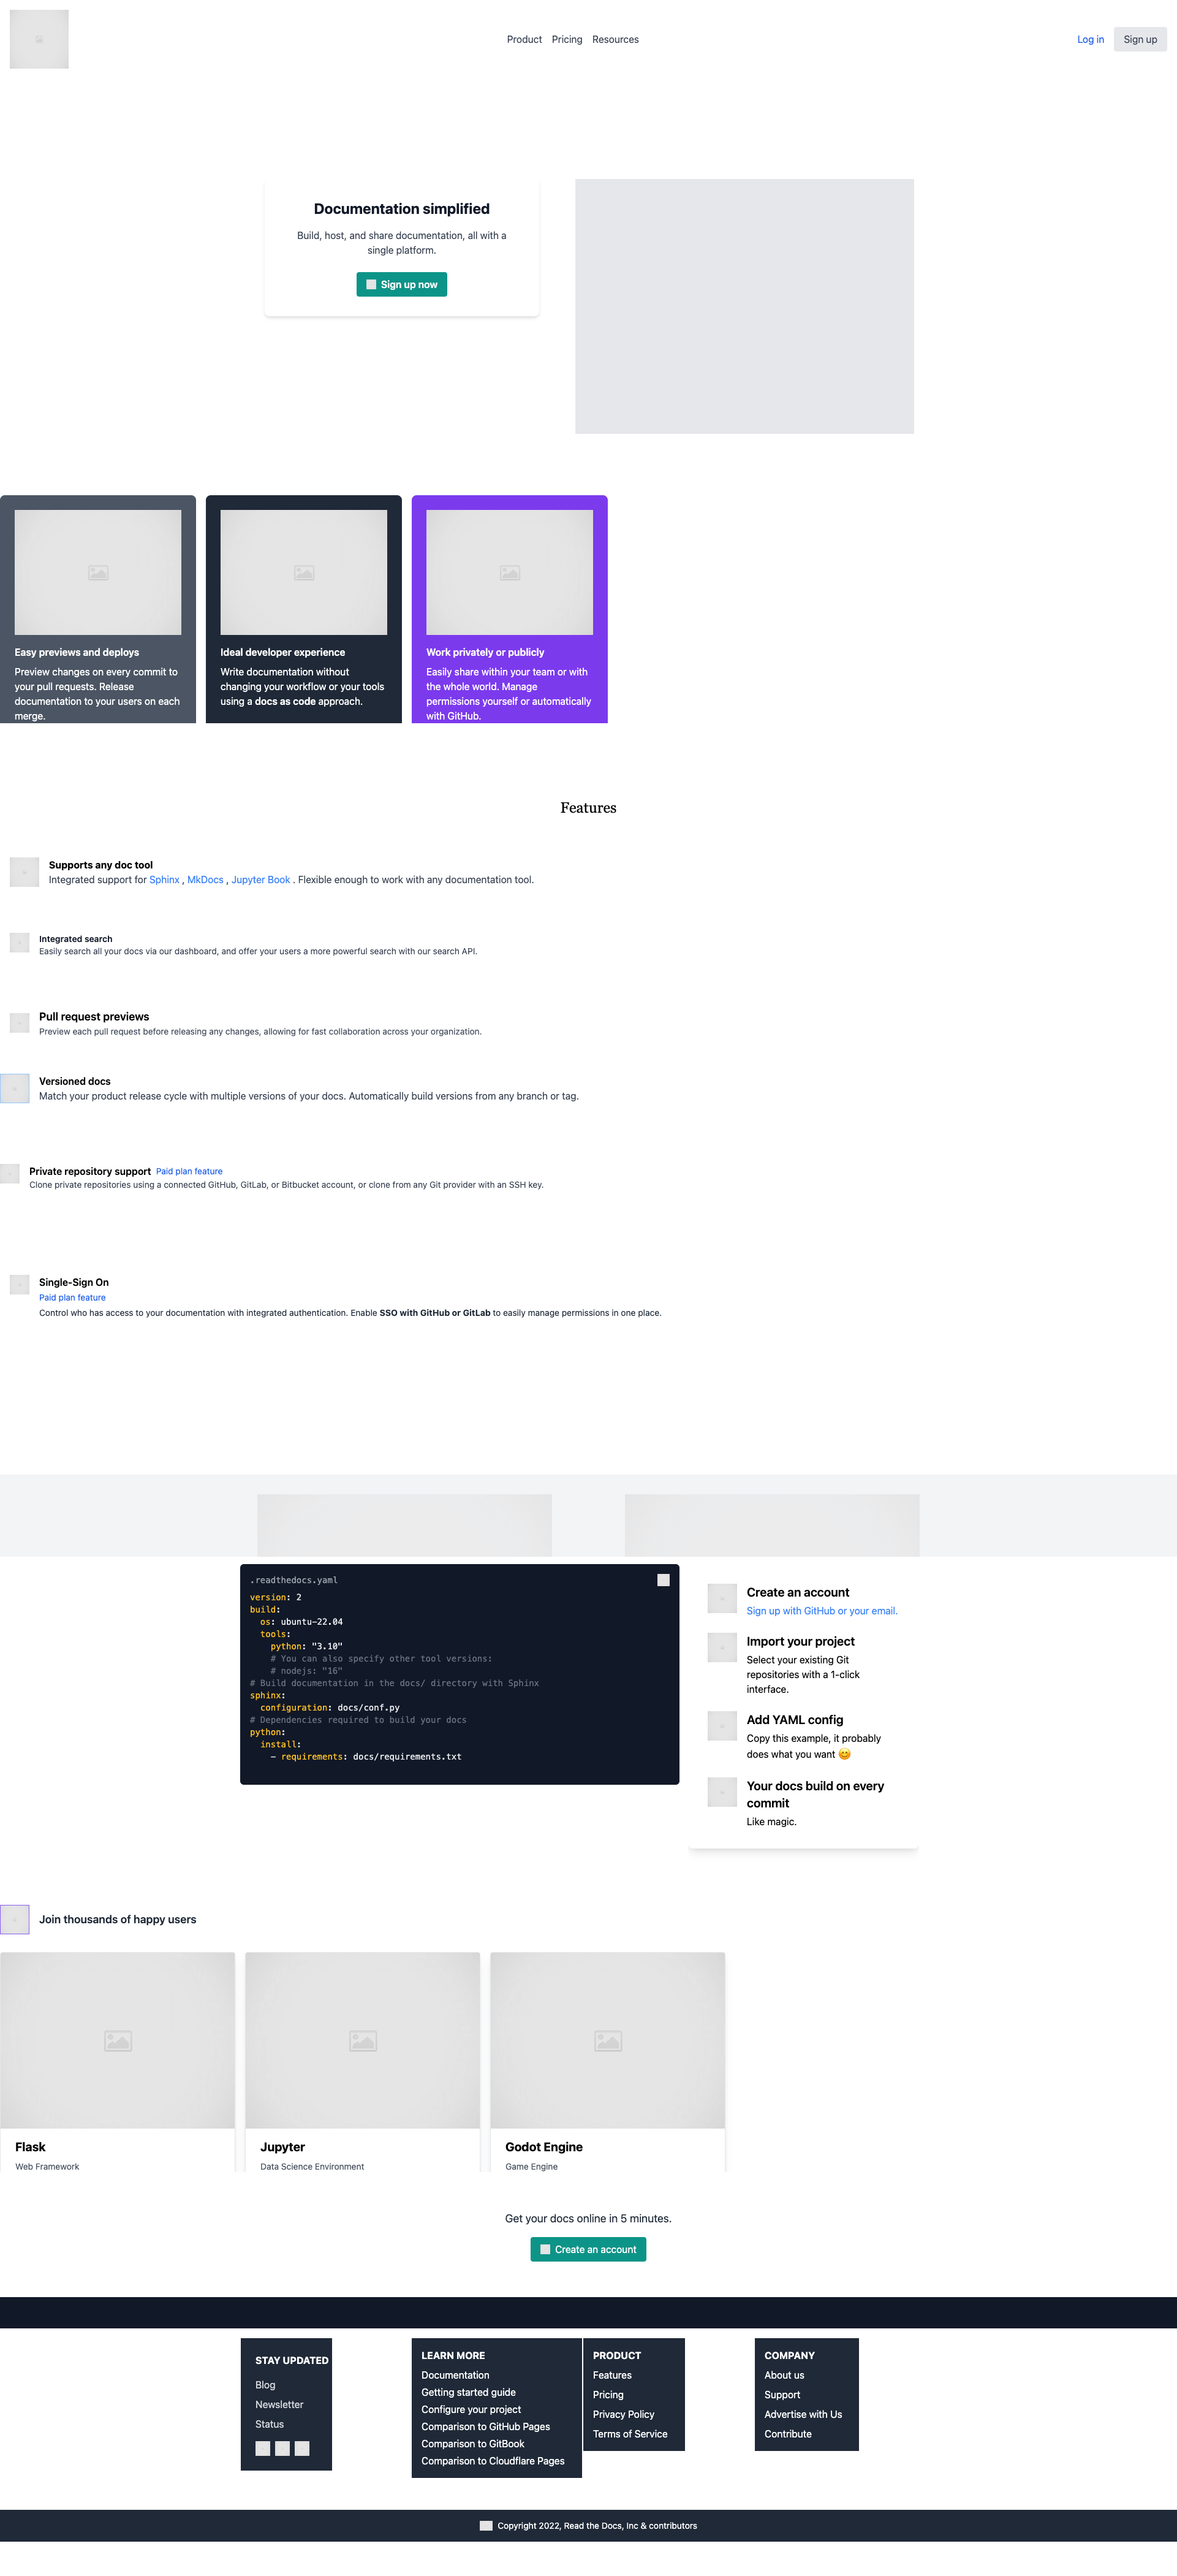 Product Pricing Resources
Log in Sign up
Documentation simplified
Build, host, and share documentation, all with a
single platform.
Sign up now
Easy previews and deploys
Preview changes on every commit to
your pull requests. Release
documentation to your users on each
merge.
Ideal developer experience
Write documentation without
changing your workflow or your tools
using a docs as code approach.
Work privately or publicly
Easily share within your team or with
the whole world. Manage
permissions yourself or automatically
with GitHub.
Features
Supports any doc tool
Integrated support for Sphinx , MkDocs , Jupyter Book . Flexible enough to work with any documentation tool.
Integrated search
Easily search all your docs via our dashboard, and offer your users a more powerful search with our search API.
Pull request previews
Preview each pull request before releasing any changes, allowing for fast collaboration across your organization.
Versioned docs
Match your product release cycle with multiple versions of your docs. Automatically build versions from any branch or tag.
Private repository support Paid plan feature
Clone private repositories using a connected GitHub, GitLab, or Bitbucket account, or clone from any Git provider with an SSH key.
Single-Sign On
Paid plan feature
Control who has access to your documentation with integrated authentication. Enable SSO with GitHub or GitLab to easily manage permissions in one place.
.readthedocs.yaml
version: 2
build:
  os: ubuntu-22.04
  tools:
    python: "3.10"
    # You can also specify other tool versions:
    # nodejs: "16"
# Build documentation in the docs/ directory with Sphinx
sphinx:
  configuration: docs/conf.py
# Dependencies required to build your docs
python:
  install:
    – requirements: docs/requirements.txt
Create an account
Sign up with GitHub or your email.
Import your project
Select your existing Git
repositories with a 1-click
interface.
Add YAML config
Copy this example, it probably
does what you want 😊
Your docs build on every
commit
Like magic.
Join thousands of happy users
Flask
Web Framework
Jupyter
Data Science Environment
Godot Engine
Game Engine
Get your docs online in 5 minutes.
Create an account
STAY UPDATED
Blog
Newsletter
Status
LEARN MORE
Documentation
Getting started guide
Configure your project
Comparison to GitHub Pages
Comparison to GitBook
Comparison to Cloudflare Pages
PRODUCT
Features
Pricing
Privacy Policy
Terms of Service
COMPANY
About us
Support
Advertise with Us
Contribute
Copyright 2022, Read the Docs, Inc & contributors